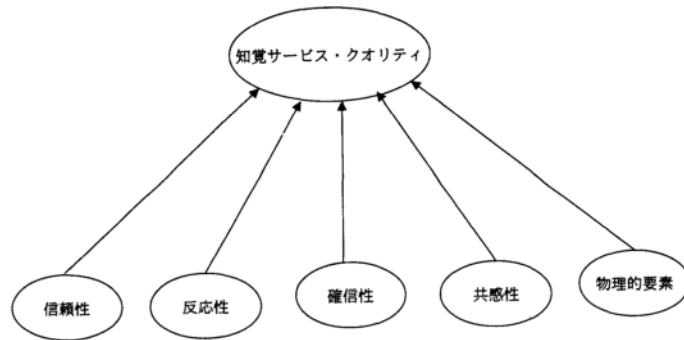 知覚サービス・クオリティ
信頼性
反応性
確信性
共感性
物理的要素